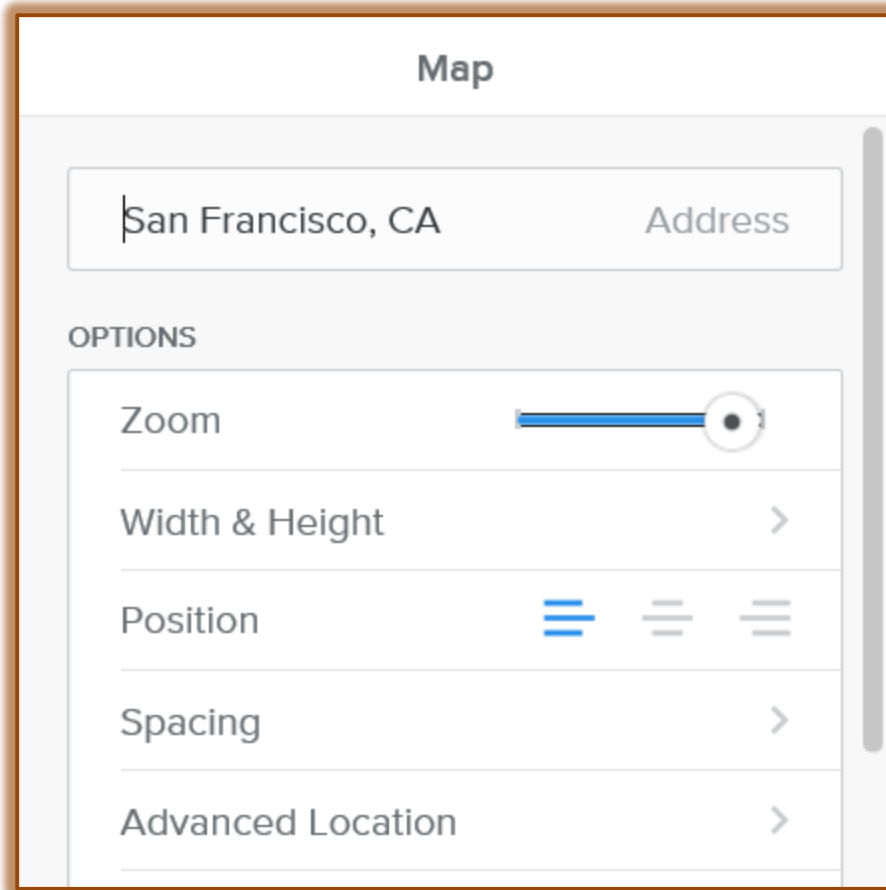 Map
San Francisco, CA Address
OPTIONS
Zoom
Width & Height
Position
Spacing
Advanced Location